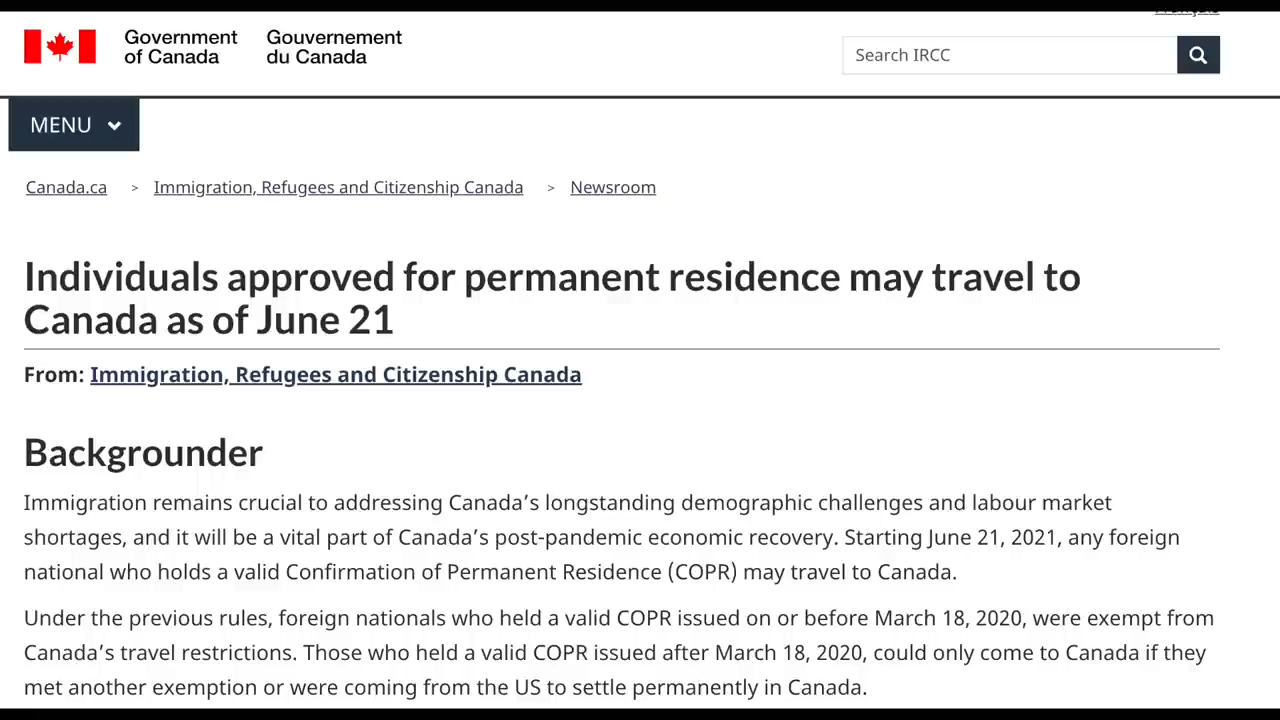 Français
Government of Canada
Gouvernement du Canada
Search IRCC
MENU
Canada.ca > Immigration, Refugees and Citizenship Canada > Newsroom
Individuals approved for permanent residence may travel to
Canada as of June 21
From: Immigration, Refugees and Citizenship Canada
Backgrounder
Immigration remains crucial to addressing Canada’s longstanding demographic challenges and labour market
shortages, and it will be a vital part of Canada’s post-pandemic economic recovery. Starting June 21, 2021, any foreign
national who holds a valid Confirmation of Permanent Residence (COPR) may travel to Canada.
Under the previous rules, foreign nationals who held a valid COPR issued on or before March 18, 2020, were exempt from
Canada’s travel restrictions. Those who held a valid COPR issued after March 18, 2020, could only come to Canada if they
met another exemption or were coming from the US to settle permanently in Canada.